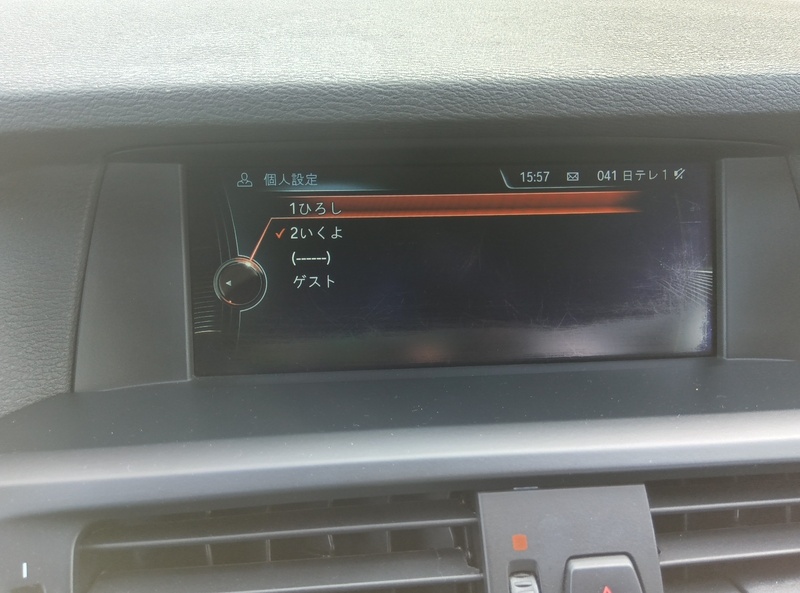 個人設定
15:57 041 日テレ1
1ひろし
2いくよ
(------)
ゲスト